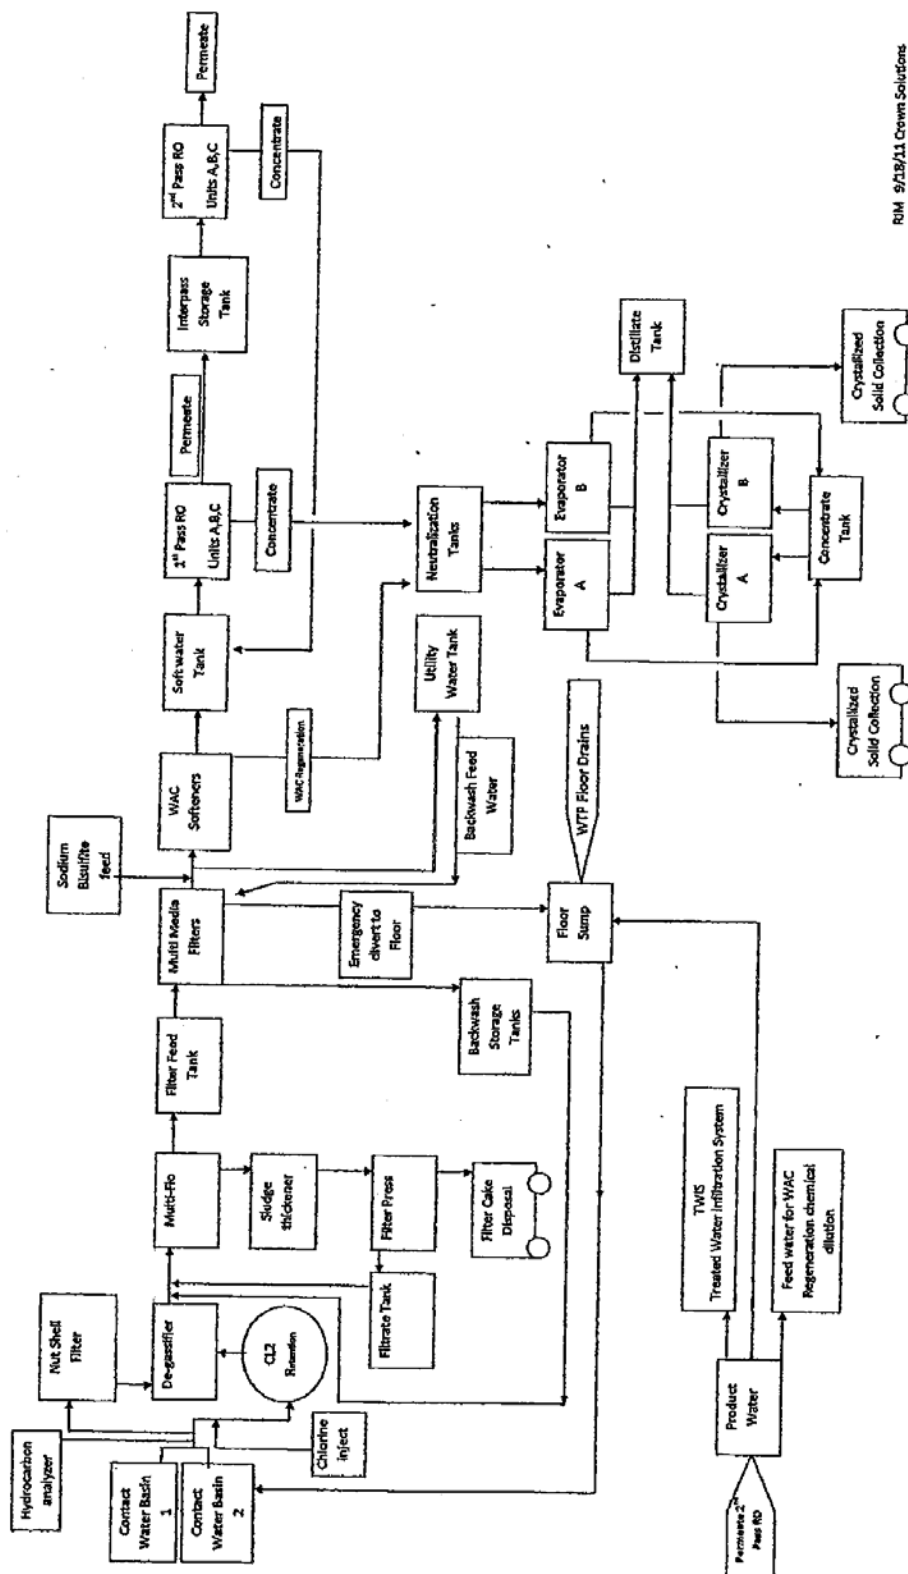 Hydrocarbon
analyzer
Contact
Water Basin
1
Contact
Water Basin
2
Nut Shell
Filter
De-gassifier
CL2
Retention
Chlorine
inject
Multi-Flo
Sludge
thickener
Filter Press
Filtrate Tank
Filter Cake
Disposal
Filter Feed
Tank
Multi Media
Filters
Sodium
Bisulfite
feed
Emergency
divert to
Floor
Backwash
Storage
Tanks
WAC
Softeners
WAC Regeneration
Utility
Water Tank
Backwash Feed
Water
Floor
Sump
WTP Floor Drains
Soft water
Tank
1st Pass RO
Units A,B,C
Permeate
Concentrate
Interpass
Storage
Tank
2nd Pass RO
Units A,B,C
Permeate
Concentrate
Neutralization
Tanks
Evaporator
A
Evaporator
B
Distillate
Tank
Crystallizer
A
Crystallizer
B
Concentrate
Tank
Crystallized
Solid Collection
Crystallized
Solid Collection
Permeate 2nd
Pass RO
Product
Water
TWIS
Treated Water Infiltration System
Feed water for WAC
Regeneration chemical
dilution
RJM 9/18/11 Crown Solutions